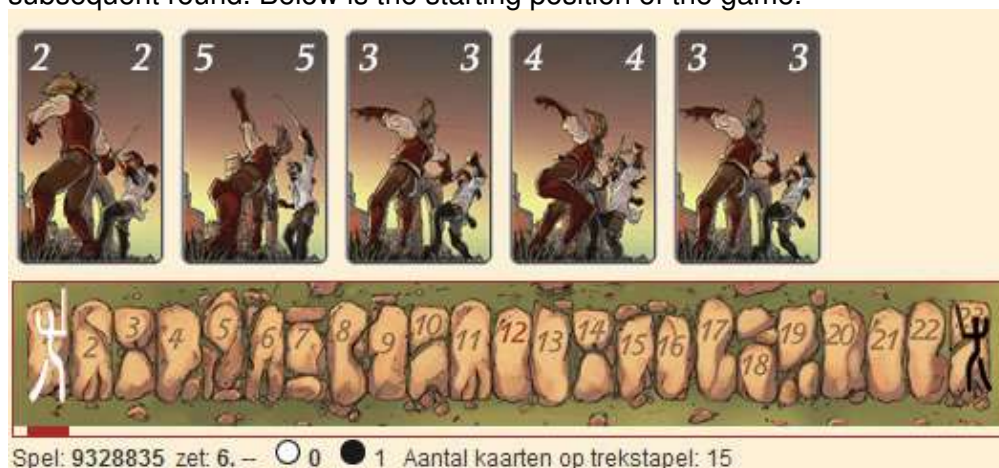 subsequent round. Below is the starting position of the game.
2 2 5 5 3 3 4 4 3 3
2 3 4 5 6 7 8 9 10 11 12 13 14 15 16 17 18 19 20 21 22 23
Spel: 9328835 zet: 6. -- 0 1 Aantal kaarten op trekstapel: 15